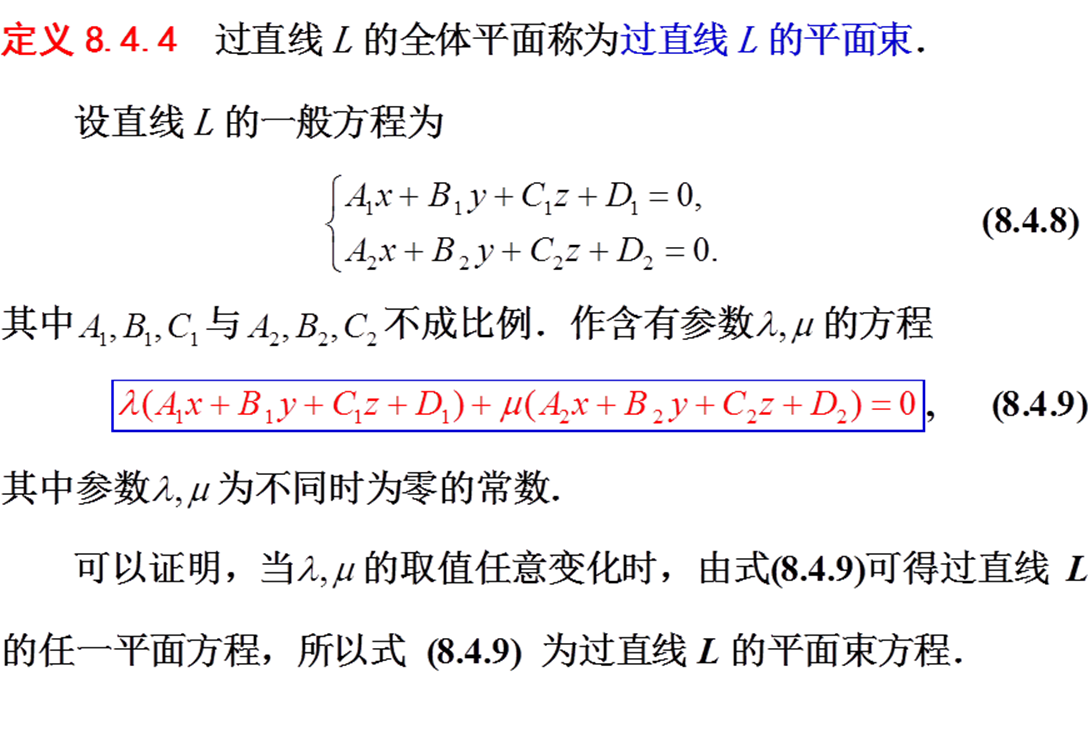 定义 8.4.4 过直线 L 的全体平面称为过直线 L 的平面束．
设直线 L 的一般方程为
A₁x + B₁y + C₁z + D₁ = 0,
(8.4.8)
A₂x + B₂y + C₂z + D₂ = 0.
其中 A₁, B₁, C₁ 与 A₂, B₂, C₂ 不成比例．作含有参数 λ, μ 的方程
λ(A₁x + B₁y + C₁z + D₁) + μ(A₂x + B₂y + C₂z + D₂) = 0, (8.4.9)
其中参数 λ, μ 为不同时为零的常数．
可以证明，当 λ, μ 的取值任意变化时，由式(8.4.9)可得过直线 L
的任一平面方程，所以式 (8.4.9) 为过直线 L 的平面束方程．